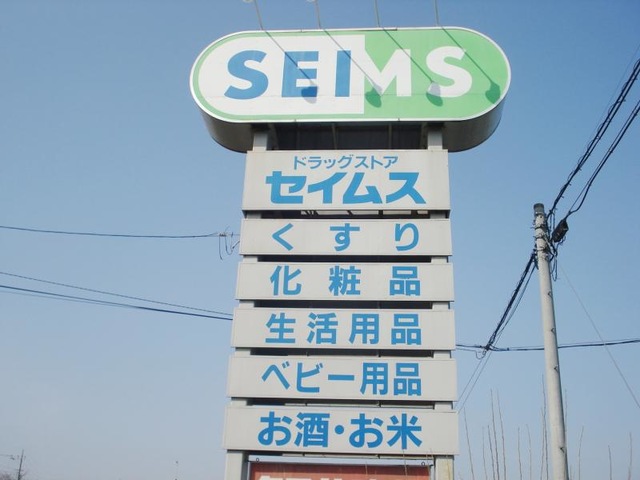 SEIMS
ドラッグストア
セイムス
くすり
化粧品
生活用品
ベビー用品
お酒・お米